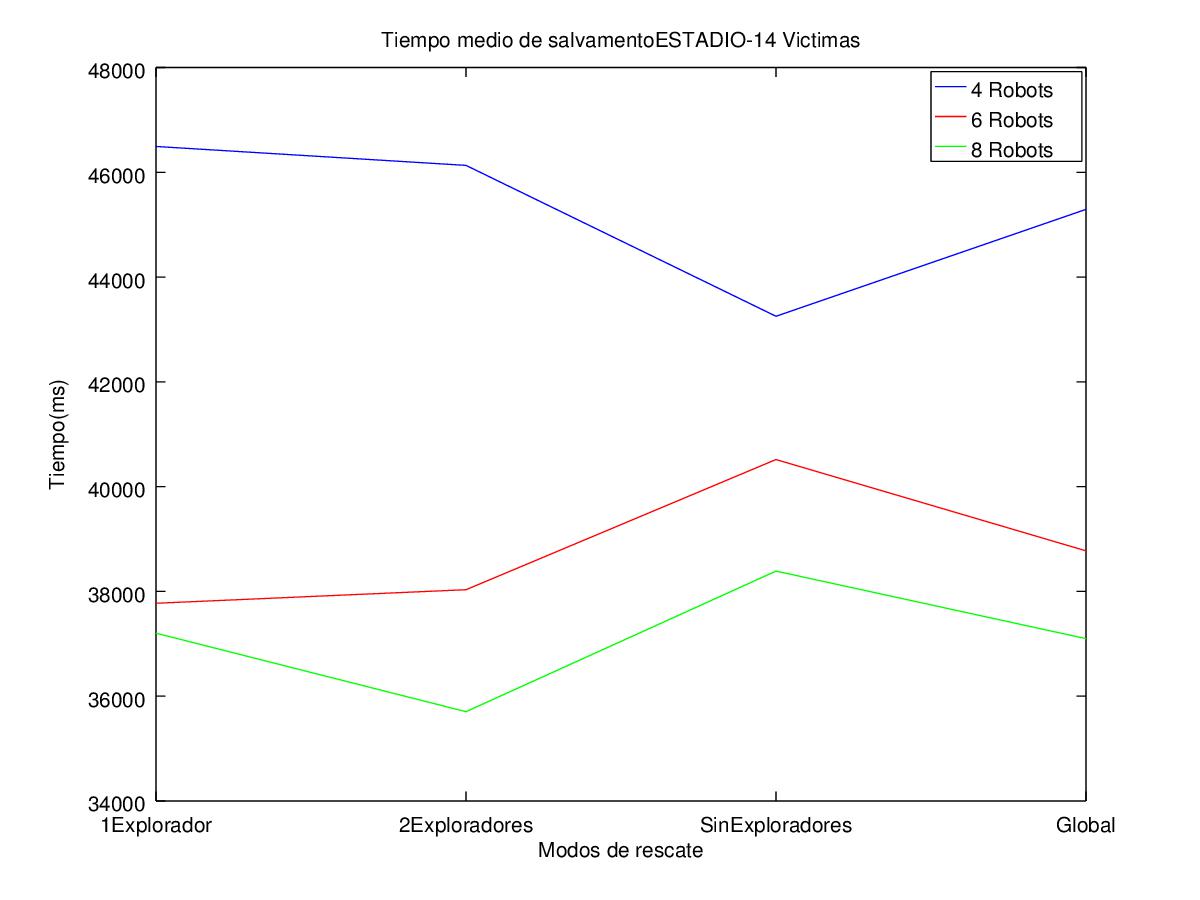 Tiempo medio de salvamentoESTADIO-14 Victimas
48000
46000
44000
42000
40000
38000
36000
34000
Tiempo(ms)
4 Robots
6 Robots
8 Robots
1Explorador
2Exploradores
SinExploradores
Global
Modos de rescate